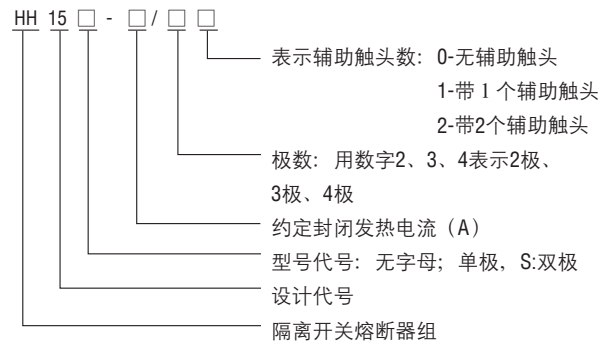 HH 15 □ - □ / □ □
表示辅助触头数：0-无辅助触头
1-带 1 个辅助触头
2-带2个辅助触头
极数：用数字2、3、4表示2极、
3极、4极
约定封闭发热电流（A）
型号代号：无字母；单极，S:双极
设计代号
隔离开关熔断器组